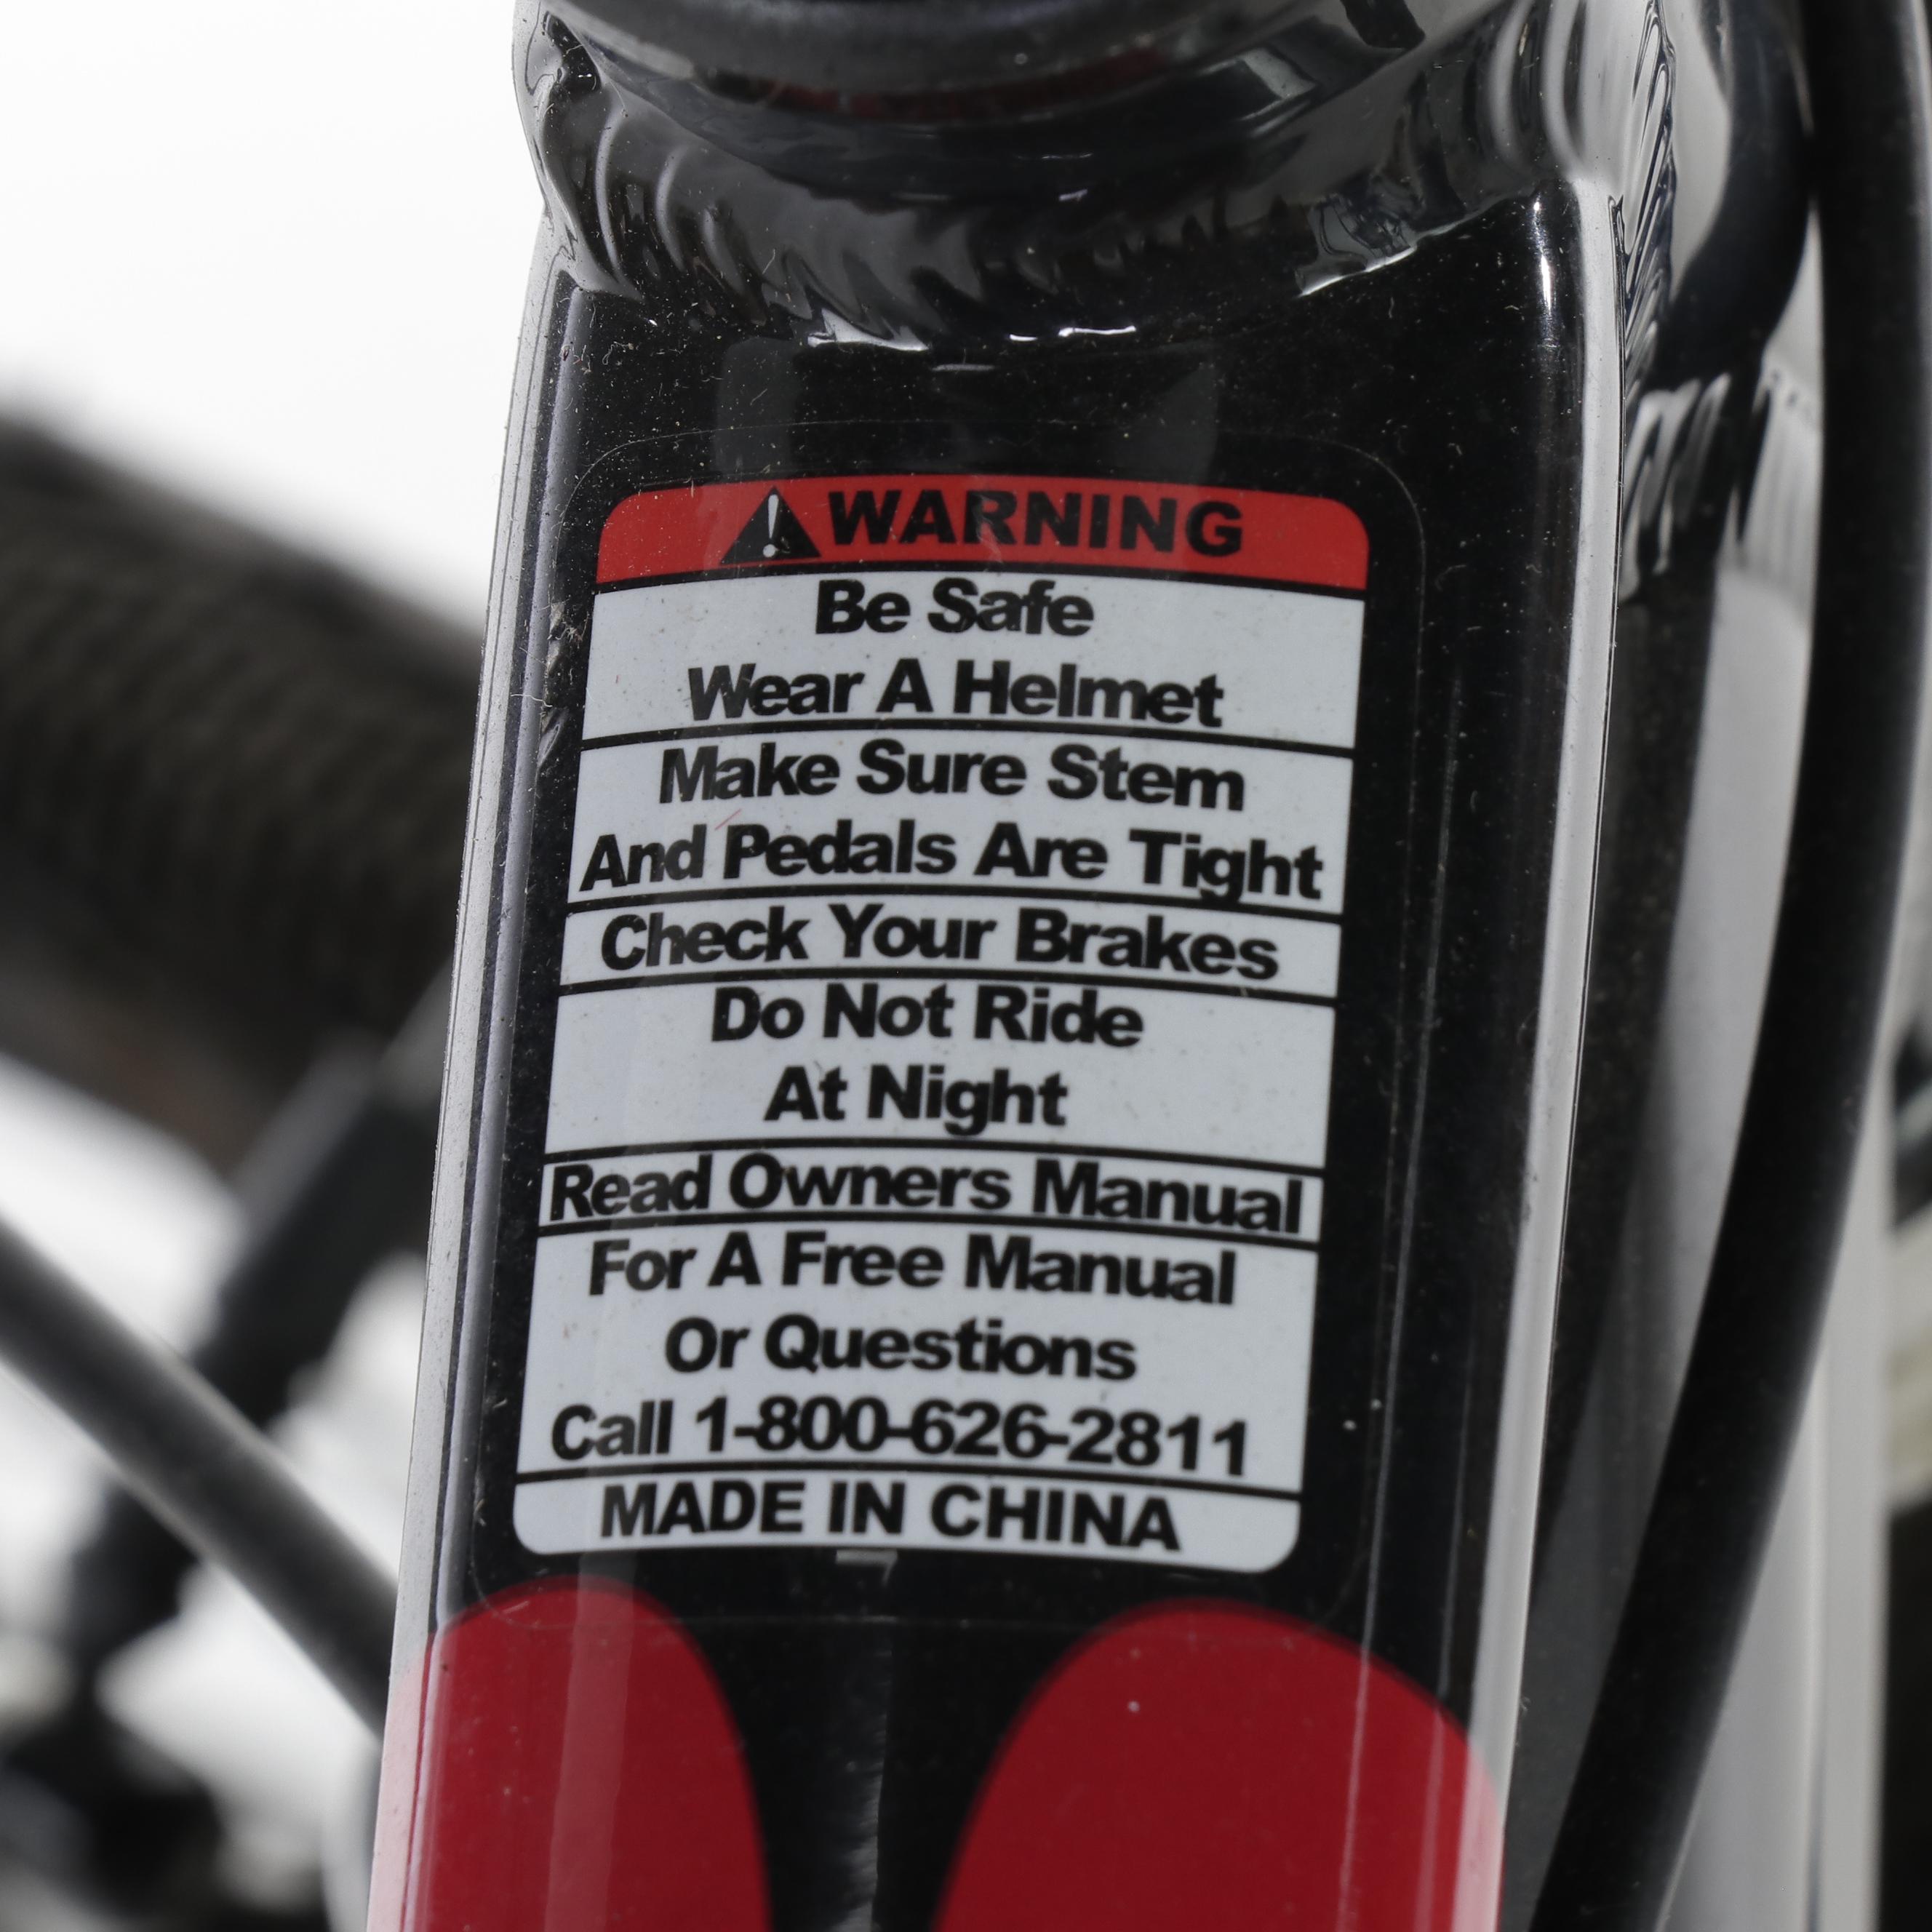 WARNING
Be Safe
Wear A Helmet
Make Sure Stem
And Pedals Are Tight
Check Your Brakes
Do Not Ride
At Night
Read Owners Manual
For A Free Manual
Or Questions
Call 1-800-626-2811
MADE IN CHINA